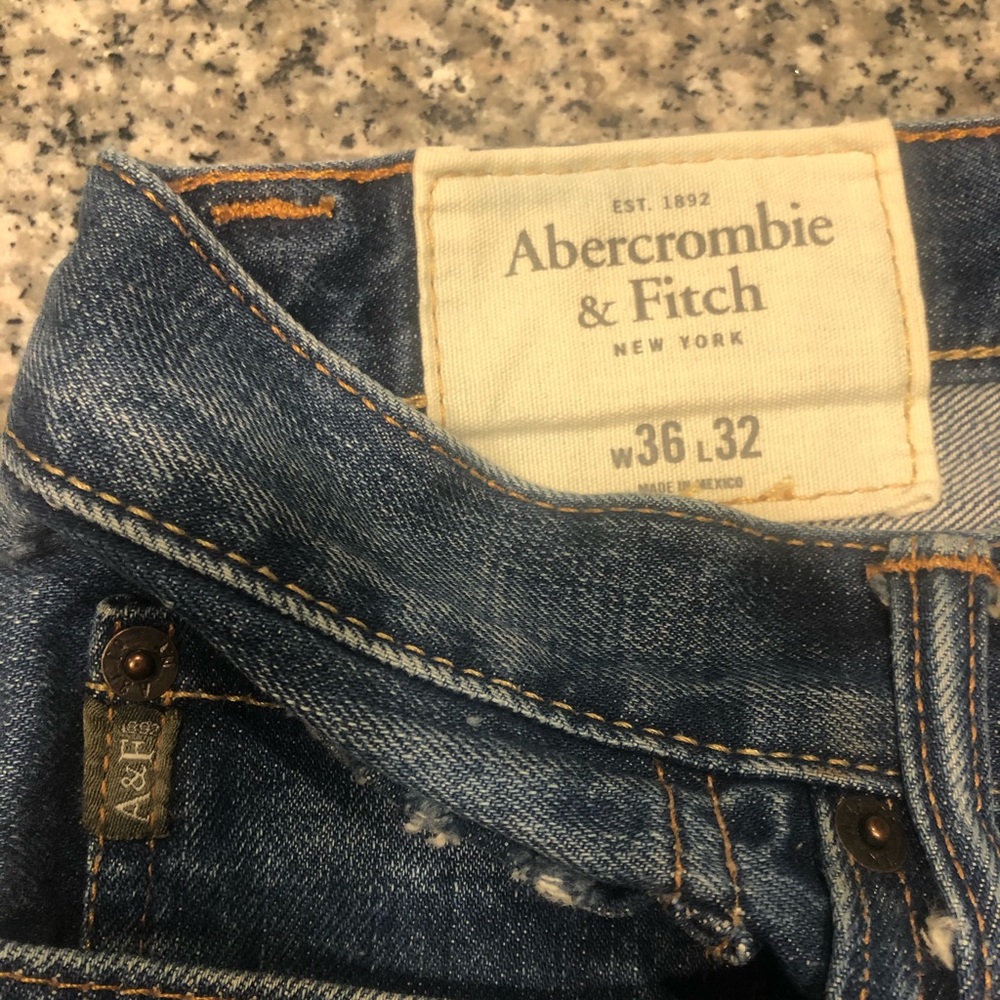 EST. 1892
Abercrombie
& Fitch
NEW YORK
W36 L32
MADE IN MEXICO
1892
A&F